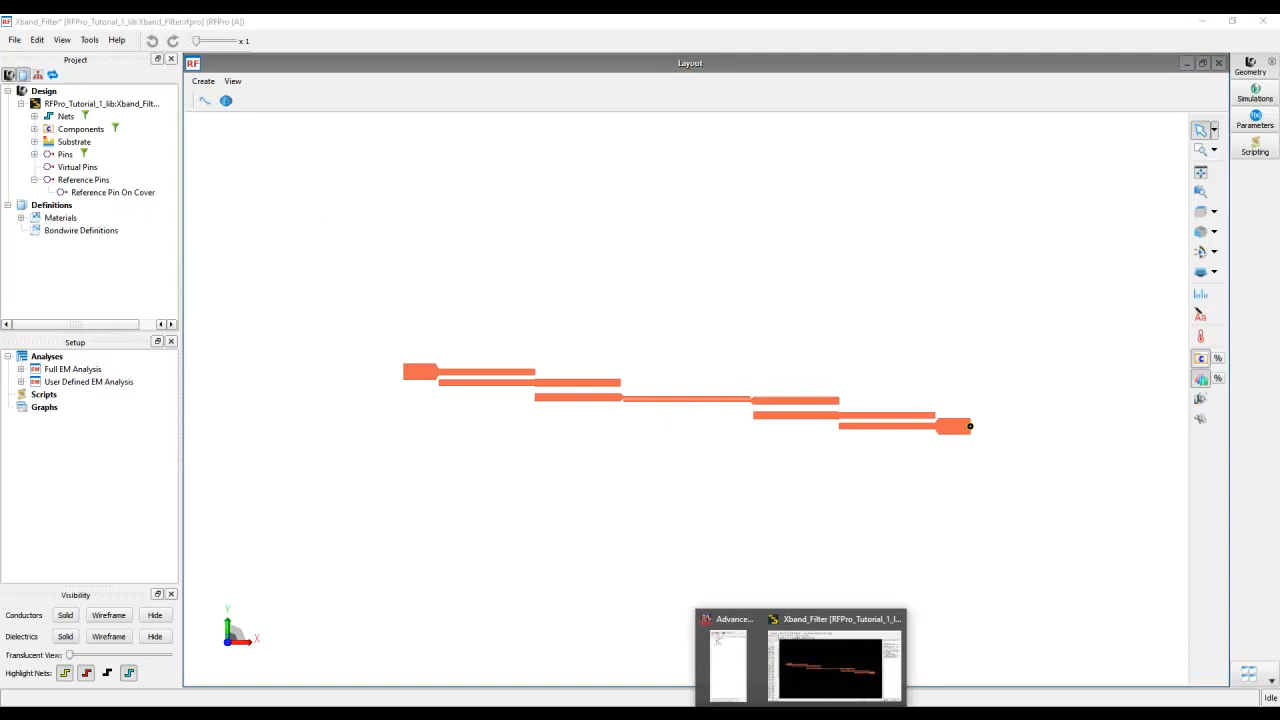 Xband_Filter* [RFPro_Tutorial_1_lib:Xband_Filter:rfpro] (RFPro [A])
File Edit View Tools Help x 1
Project
Design
RFPro_Tutorial_1_lib:Xband_Filt...
Nets
Components
Substrate
Pins
Virtual Pins
Reference Pins
Reference Pin On Cover
Definitions
Materials
Bondwire Definitions
Setup
Analyses
Full EM Analysis
User Defined EM Analysis
Scripts
Graphs
Visibility
Conductors Solid Wireframe Hide
Dielectrics Solid Wireframe Hide
Translucent View:
Highlight Nets:
RF Layout
Create View
Y
X
Advance... Xband_Filter [RFPro_Tutorial_1_l...
Aa
C %
%
Geometry
Simulations
Parameters
Scripting
Idle